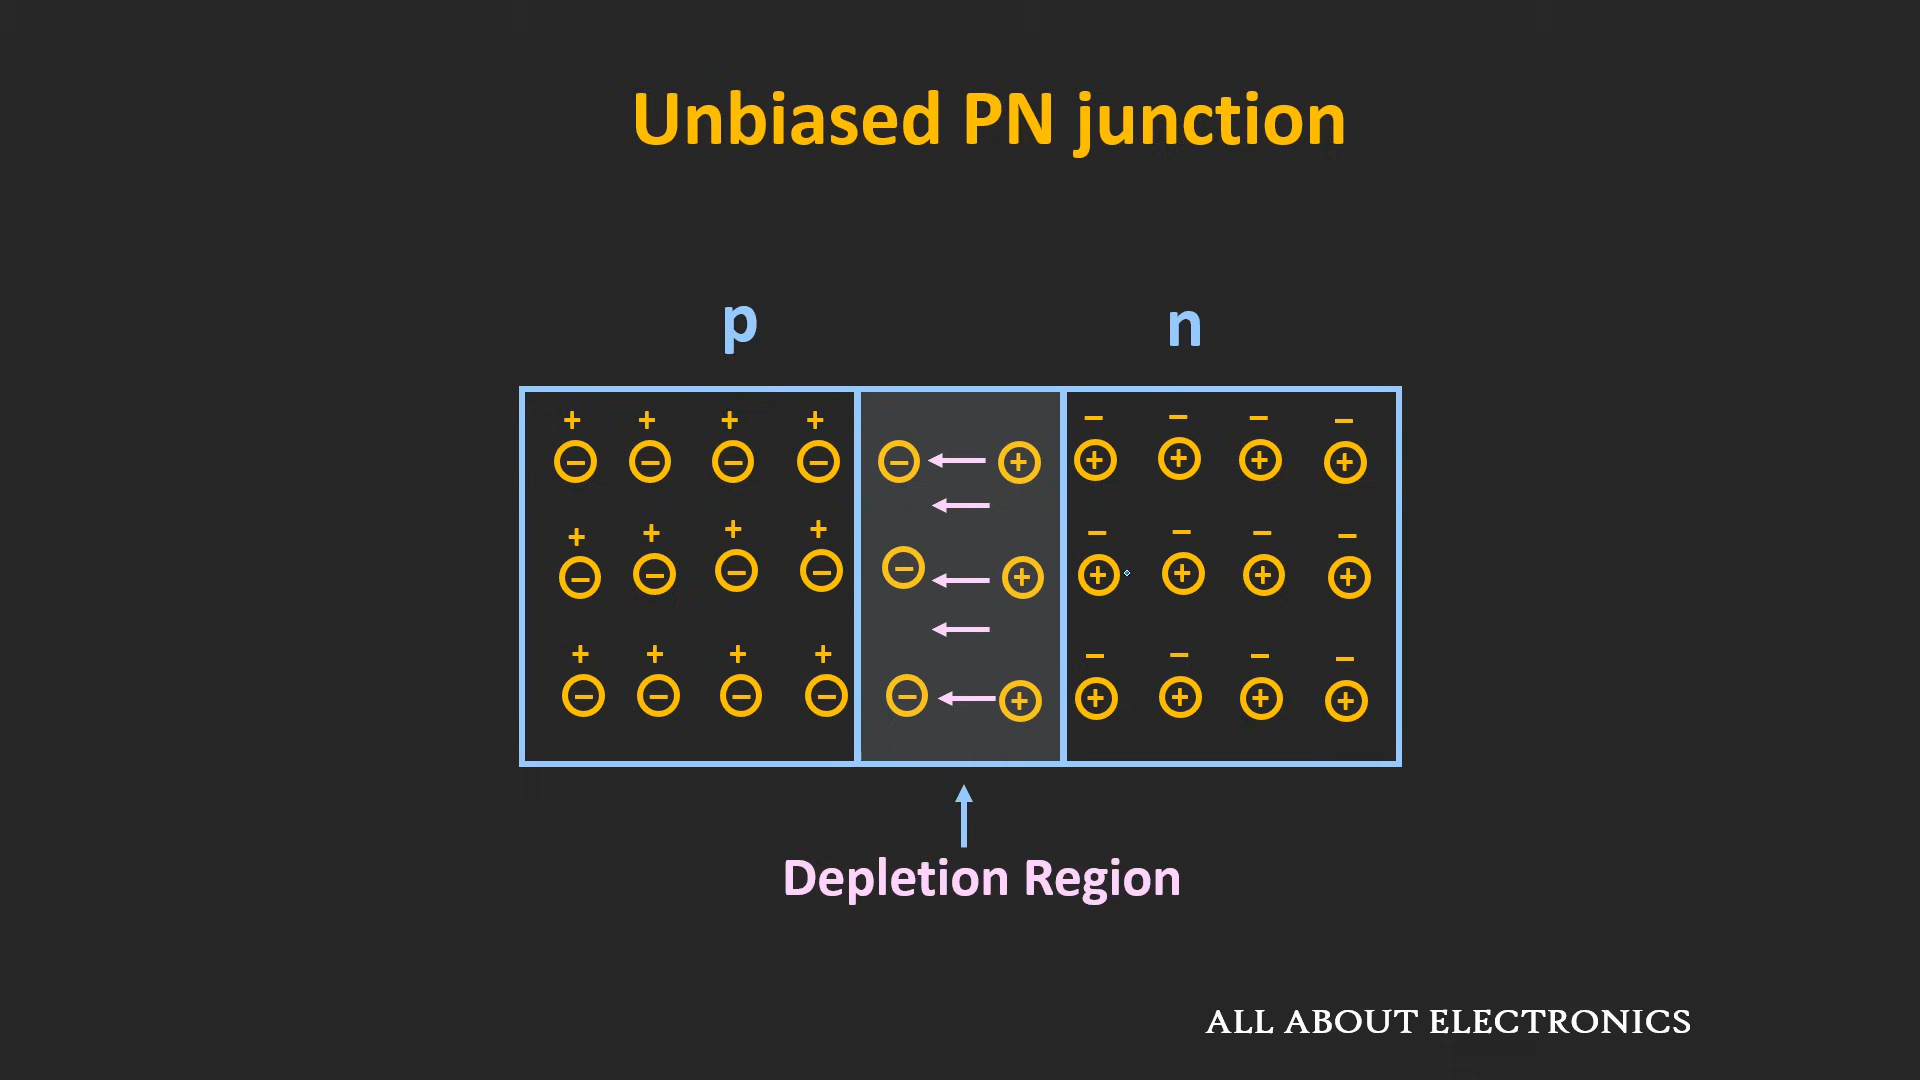 Unbiased PN junction
p n
+ + + +
− − − −
⊖ ⊖ ⊖ ⊖ ⊖ ⊕ ⊕ ⊕ ⊕ ⊕
+ + + +
− − − −
⊖ ⊖ ⊖ ⊖ ⊖ ⊕ ⊕ ⊕ ⊕ ⊕
+ + + +
− − − −
⊖ ⊖ ⊖ ⊖ ⊖ ⊕ ⊕ ⊕ ⊕ ⊕
Depletion Region
ALL ABOUT ELECTRONICS